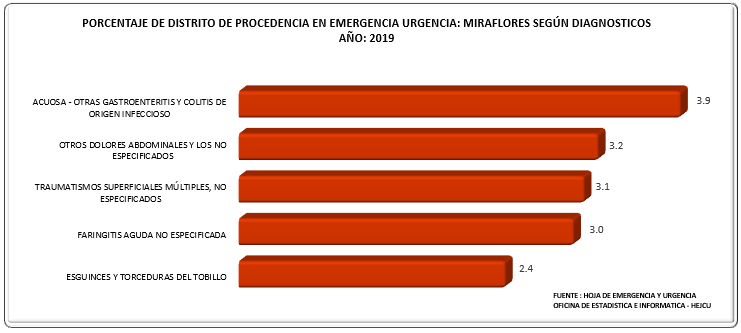 PORCENTAJE DE DISTRITO DE PROCEDENCIA EN EMERGENCIA URGENCIA: MIRAFLORES SEGÚN DIAGNOSTICOS
AÑO: 2019
ACUOSA - OTRAS GASTROENTERITIS Y COLITIS DE
ORIGEN INFECCIOSO
3.9
OTROS DOLORES ABDOMINALES Y LOS NO
ESPECIFICADOS
3.2
TRAUMATISMOS SUPERFICIALES MÚLTIPLES, NO
ESPECIFICADOS
3.1
FARINGITIS AGUDA NO ESPECIFICADA
3.0
ESGUINCES Y TORCEDURAS DEL TOBILLO
2.4
FUENTE : HOJA DE EMERGENCIA Y URGENCIA
OFICINA DE ESTADISTICA E INFORMATICA - HEJCU